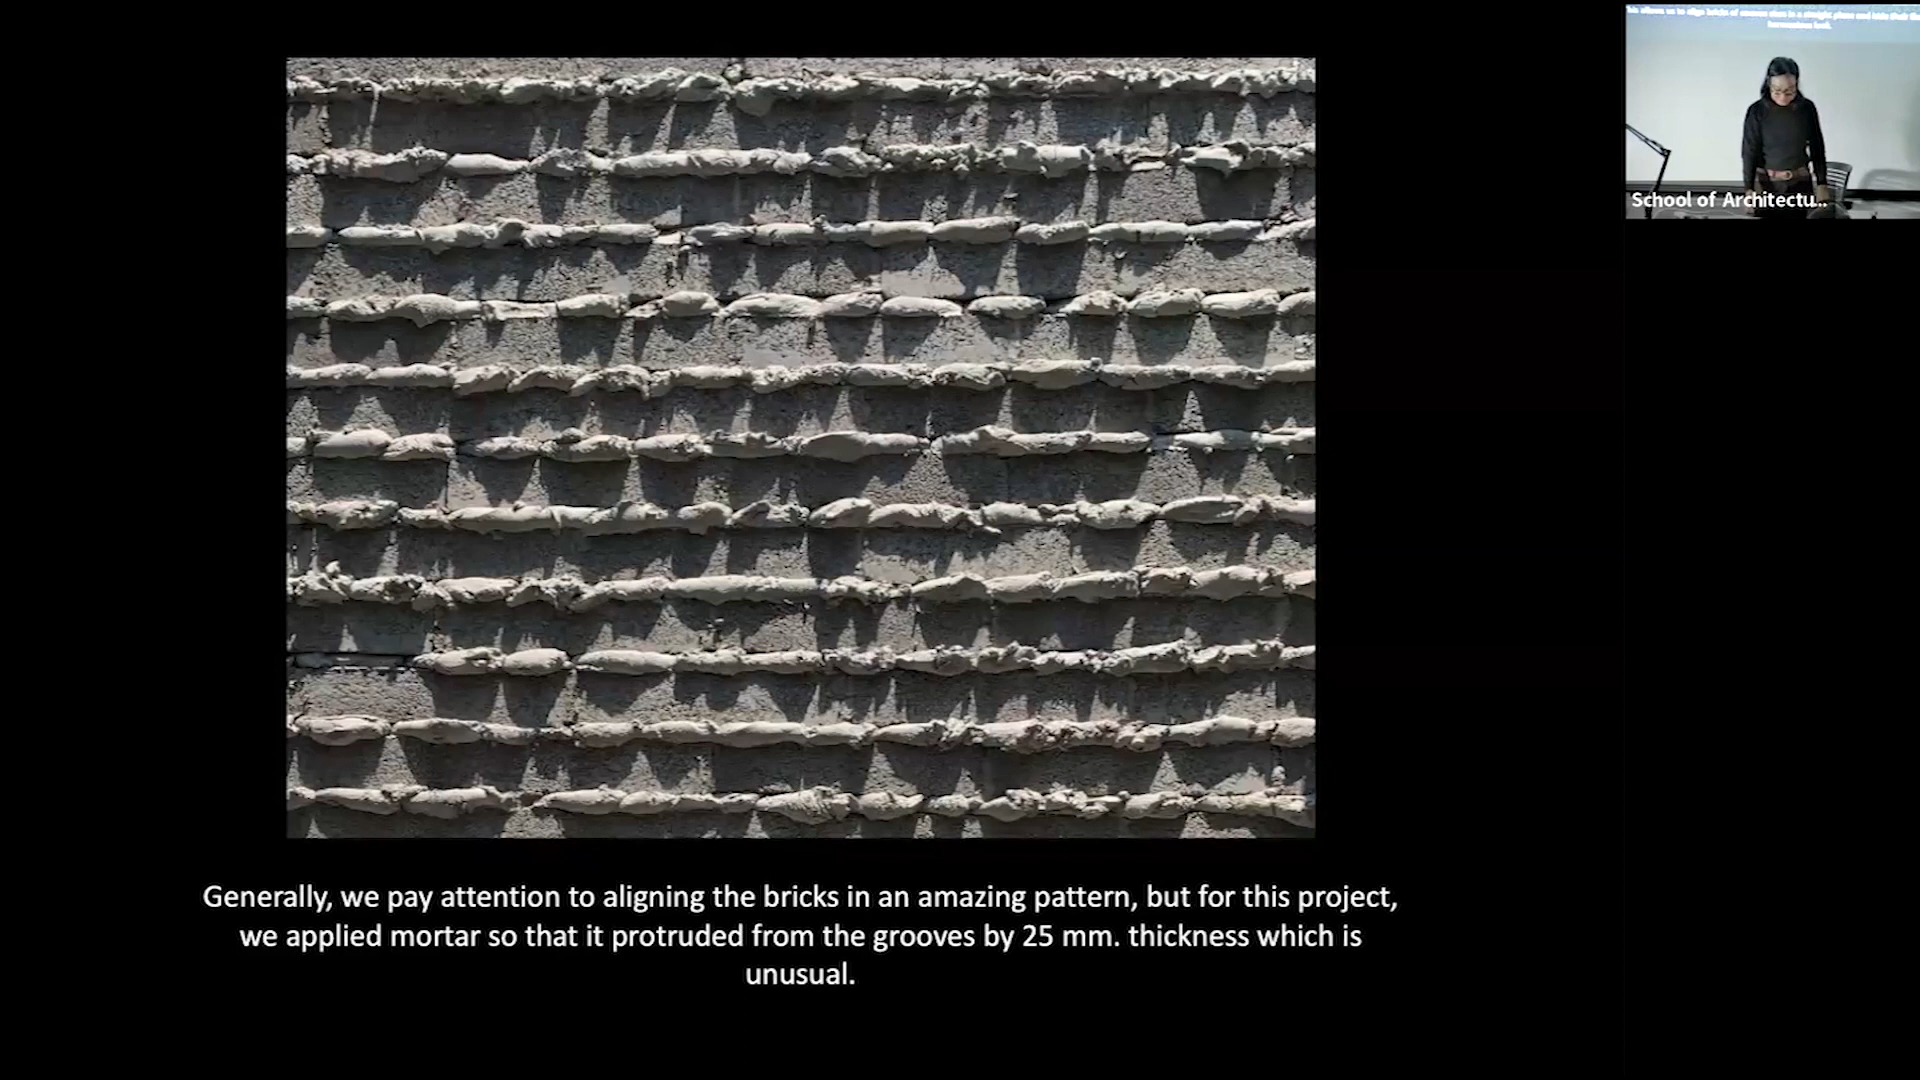 School of Architectu...
Generally, we pay attention to aligning the bricks in an amazing pattern, but for this project,
we applied mortar so that it protruded from the grooves by 25 mm. thickness which is
unusual.